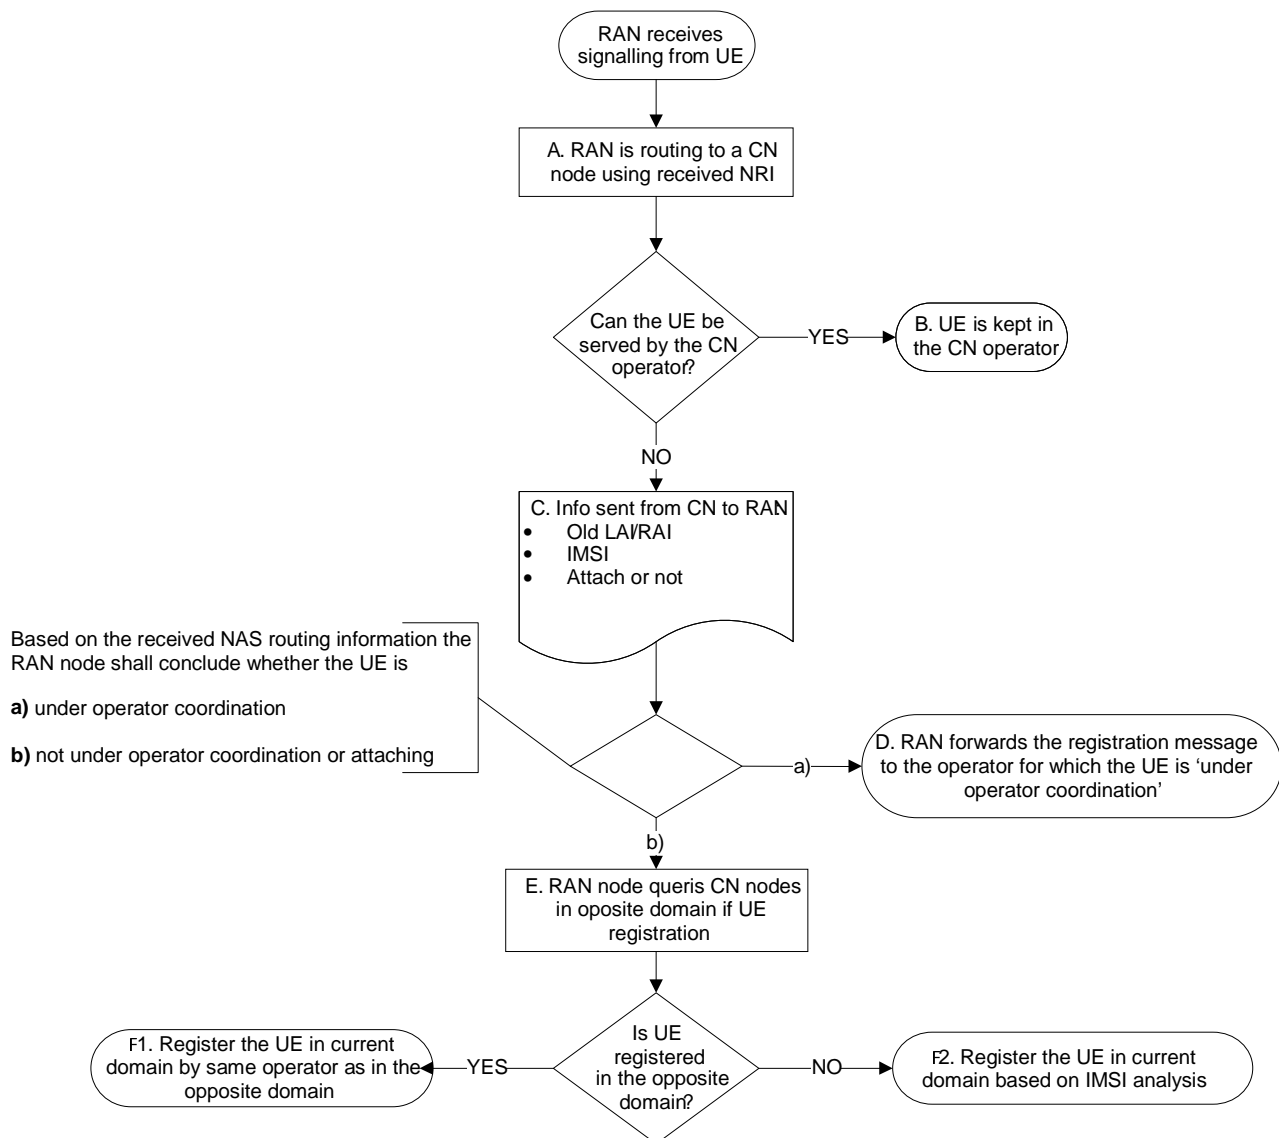 RAN receives
signalling from UE
A. RAN is routing to a CN
node using received NRI
Can the UE be
served by the CN
operator?
YES
B. UE is kept in
the CN operator
NO
C. Info sent from CN to RAN:
• Old LAI/RAI
• IMSI
• Attach or not
Based on the received NAS routing information the
RAN node shall conclude whether the UE is
a) under operator coordination
b) not under operator coordination or attaching
a)
D. RAN forwards the registration message
to the operator for which the UE is ‘under
operator coordination’
b)
E. RAN node queris CN nodes
in oposite domain if UE
registration
Is UE
registered
in the opposite
domain?
YES
F1. Register the UE in current
domain by same operator as in the
opposite domain
NO
F2. Register the UE in current
domain based on IMSI analysis